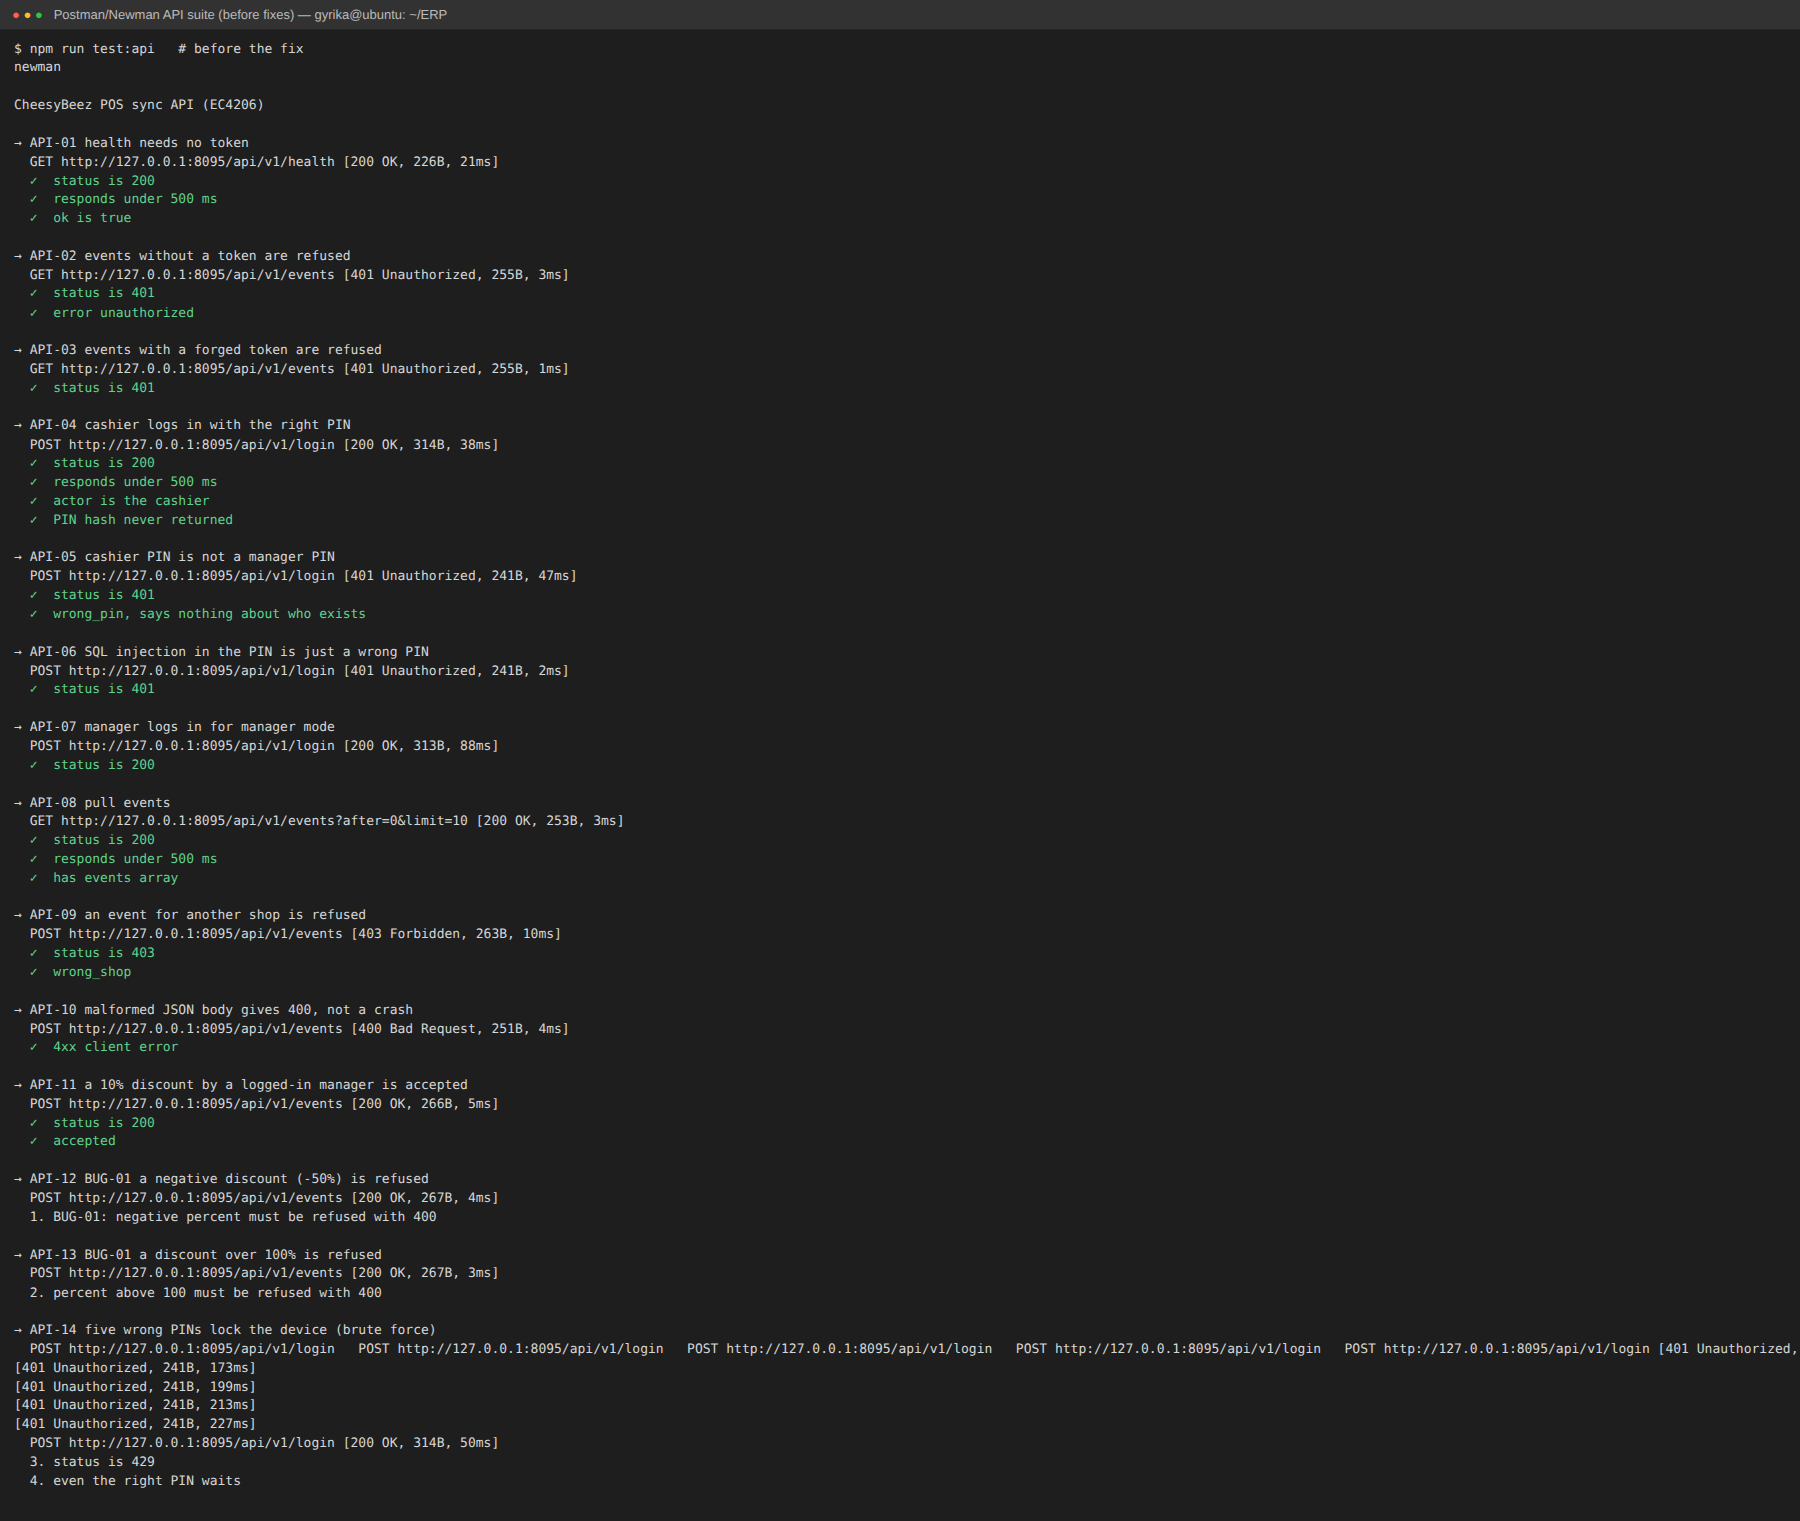 Postman/Newman API suite (before fixes) — gyrika@ubuntu: ~/ERP
$ npm run test:api   # before the fix
newman
CheesyBeez POS sync API (EC4206)
→ API-01 health needs no token
GET http://127.0.0.1:8095/api/v1/health [200 OK, 226B, 21ms]
✓  status is 200
✓  responds under 500 ms
✓  ok is true
→ API-02 events without a token are refused
GET http://127.0.0.1:8095/api/v1/events [401 Unauthorized, 255B, 3ms]
✓  status is 401
✓  error unauthorized
→ API-03 events with a forged token are refused
GET http://127.0.0.1:8095/api/v1/events [401 Unauthorized, 255B, 1ms]
✓  status is 401
→ API-04 cashier logs in with the right PIN
POST http://127.0.0.1:8095/api/v1/login [200 OK, 314B, 38ms]
✓  status is 200
✓  responds under 500 ms
✓  actor is the cashier
✓  PIN hash never returned
→ API-05 cashier PIN is not a manager PIN
POST http://127.0.0.1:8095/api/v1/login [401 Unauthorized, 241B, 47ms]
✓  status is 401
✓  wrong_pin, says nothing about who exists
→ API-06 SQL injection in the PIN is just a wrong PIN
POST http://127.0.0.1:8095/api/v1/login [401 Unauthorized, 241B, 2ms]
✓  status is 401
→ API-07 manager logs in for manager mode
POST http://127.0.0.1:8095/api/v1/login [200 OK, 313B, 88ms]
✓  status is 200
→ API-08 pull events
GET http://127.0.0.1:8095/api/v1/events?after=0&limit=10 [200 OK, 253B, 3ms]
✓  status is 200
✓  responds under 500 ms
✓  has events array
→ API-09 an event for another shop is refused
POST http://127.0.0.1:8095/api/v1/events [403 Forbidden, 263B, 10ms]
✓  status is 403
✓  wrong_shop
→ API-10 malformed JSON body gives 400, not a crash
POST http://127.0.0.1:8095/api/v1/events [400 Bad Request, 251B, 4ms]
✓  4xx client error
→ API-11 a 10% discount by a logged-in manager is accepted
POST http://127.0.0.1:8095/api/v1/events [200 OK, 266B, 5ms]
✓  status is 200
✓  accepted
→ API-12 BUG-01 a negative discount (-50%) is refused
POST http://127.0.0.1:8095/api/v1/events [200 OK, 267B, 4ms]
1. BUG-01: negative percent must be refused with 400
→ API-13 BUG-01 a discount over 100% is refused
POST http://127.0.0.1:8095/api/v1/events [200 OK, 267B, 3ms]
2. percent above 100 must be refused with 400
→ API-14 five wrong PINs lock the device (brute force)
POST http://127.0.0.1:8095/api/v1/login   POST http://127.0.0.1:8095/api/v1/login   POST http://127.0.0.1:8095/api/v1/login   POST http://127.0.0.1:8095/api/v1/login   POST http://127.0.0.1:8095/api/v1/login [401 Unauthorized,
[401 Unauthorized, 241B, 173ms]
[401 Unauthorized, 241B, 199ms]
[401 Unauthorized, 241B, 213ms]
[401 Unauthorized, 241B, 227ms]
POST http://127.0.0.1:8095/api/v1/login [200 OK, 314B, 50ms]
3. status is 429
4. even the right PIN waits